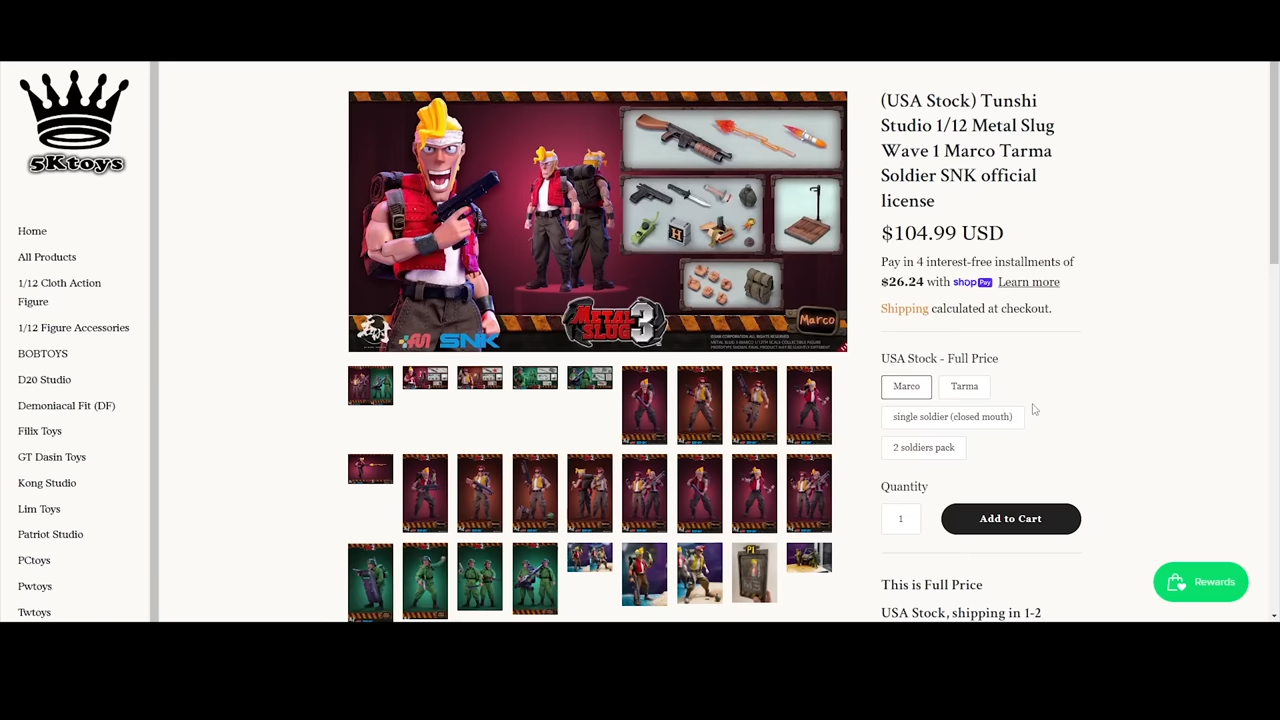 5Ktoys
Home
All Products
1/12 Cloth Action
Figure
1/12 Figure Accessories
BOBTOYS
D20 Studio
Demoniacal Fit (DF)
Filix Toys
GT Dasin Toys
Kong Studio
Lim Toys
Patriot Studio
PCtoys
Pwtoys
Twtoys
H
METAL SLUG 3
SNK
Marco
(USA Stock) Tunshi
Studio 1/12 Metal Slug
Wave 1 Marco Tarma
Soldier SNK official
license
$104.99 USD
Pay in 4 interest-free installments of
$26.24 with shop Pay Learn more
Shipping calculated at checkout.
USA Stock - Full Price
Marco
Tarma
single soldier (closed mouth)
2 soldiers pack
Quantity
1
Add to Cart
This is Full Price
USA Stock, shipping in 1-2
Rewards